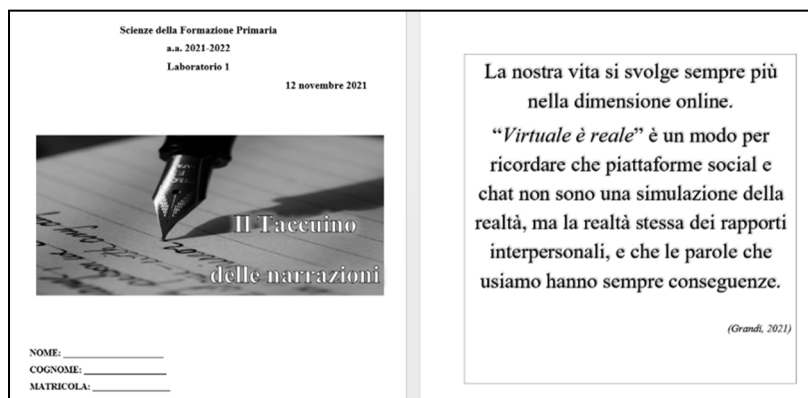 Scienze della Formazione Primaria
a.a. 2021-2022
Laboratorio 1
12 novembre 2021
Il Taccuino
delle narrazioni
NOME: ____________________
COGNOME: ________________
MATRICOLA: _______________
La nostra vita si svolge sempre più
nella dimensione online.
“Virtuale è reale” è un modo per
ricordare che piattaforme social e
chat non sono una simulazione della
realtà, ma la realtà stessa dei rapporti
interpersonali, e che le parole che
usiamo hanno sempre conseguenze.
(Grandi, 2021)